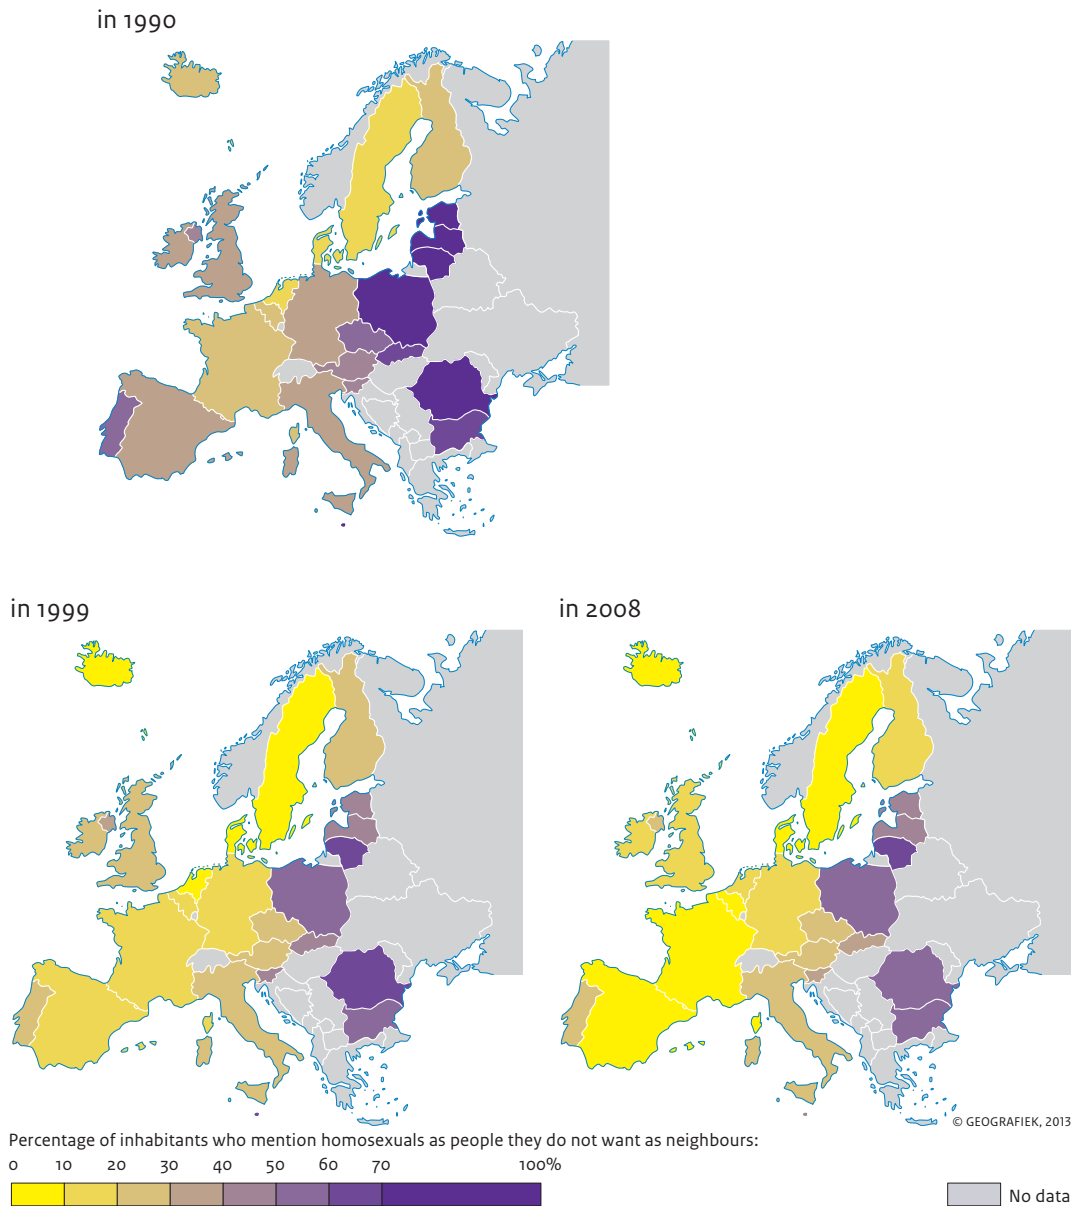 in 1990
in 1999
in 2008
© GEOGRAFIEK, 2013
Percentage of inhabitants who mention homosexuals as people they do not want as neighbours:
0 10 20 30 40 50 60 70 100%
No data